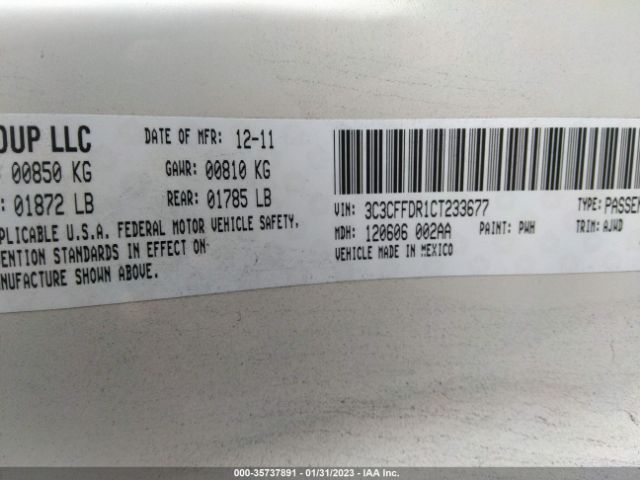 OUP LLC
DATE OF MFR: 12-11
00850 KG
GAWR: 00810 KG
01872 LB
REAR: 01785 LB
PLICABLE U.S.A. FEDERAL MOTOR VEHICLE SAFETY,
ENTION STANDARDS IN EFFECT ON
ANUFACTURE SHOWN ABOVE.
VIN: 3C3CFFDR1CT233677
TYPE: PASSEN
MDH: 120606 002AA
PAINT: PWH
TRIM: AJWD
VEHICLE MADE IN MEXICO
000-35737891 - 01/31/2023 - IAA Inc.